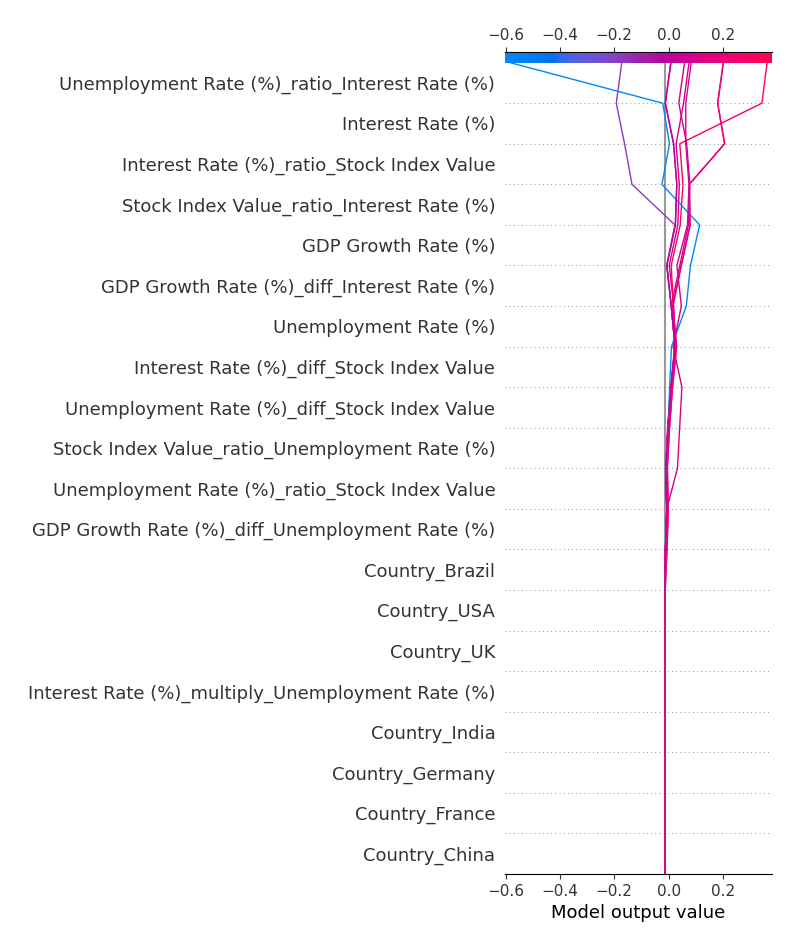 −0.6 −0.4 −0.2 0.0 0.2
Unemployment Rate (%)_ratio_Interest Rate (%)
Interest Rate (%)
Interest Rate (%)_ratio_Stock Index Value
Stock Index Value_ratio_Interest Rate (%)
GDP Growth Rate (%)
GDP Growth Rate (%)_diff_Interest Rate (%)
Unemployment Rate (%)
Interest Rate (%)_diff_Stock Index Value
Unemployment Rate (%)_diff_Stock Index Value
Stock Index Value_ratio_Unemployment Rate (%)
Unemployment Rate (%)_ratio_Stock Index Value
GDP Growth Rate (%)_diff_Unemployment Rate (%)
Country_Brazil
Country_USA
Country_UK
Interest Rate (%)_multiply_Unemployment Rate (%)
Country_India
Country_Germany
Country_France
Country_China
−0.6 −0.4 −0.2 0.0 0.2
Model output value